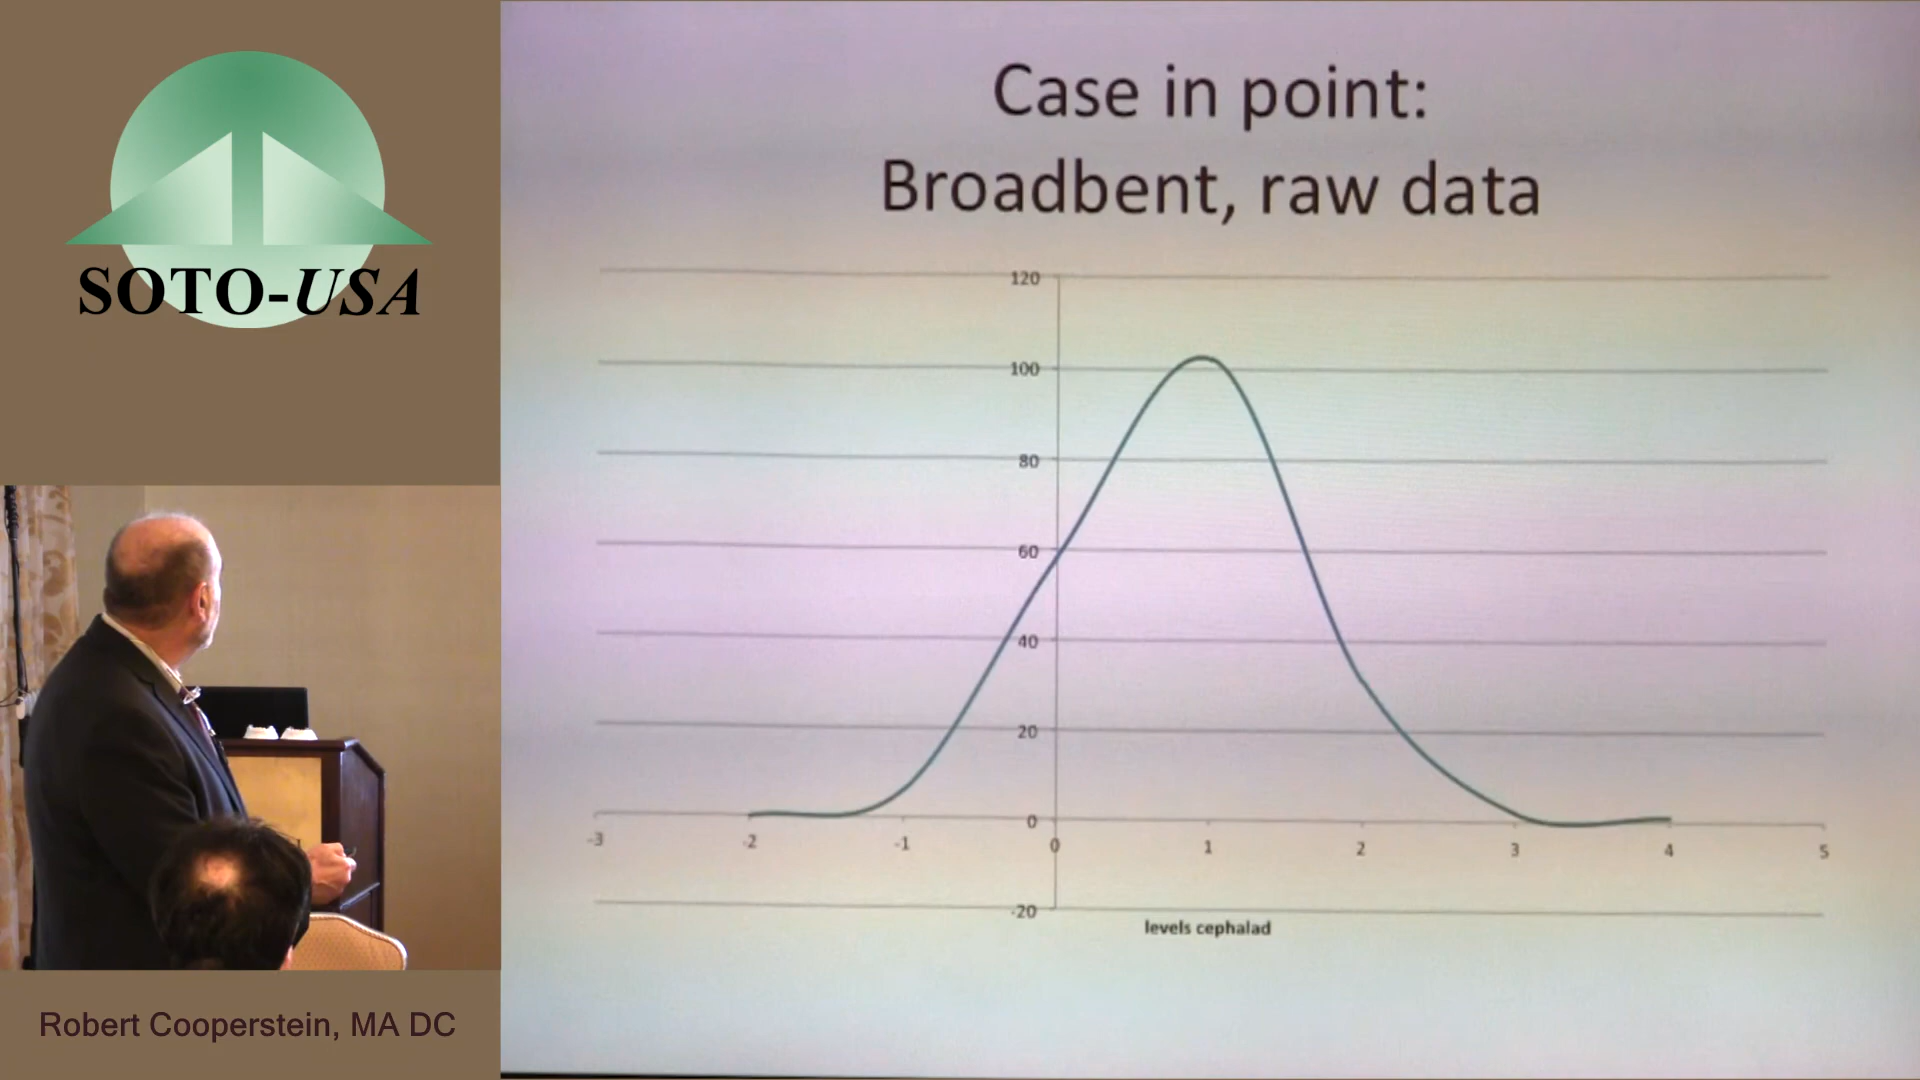 SOTO-USA
Robert Cooperstein, MA DC
Case in point:
Broadbent, raw data
120
100
80
60
40
20
0
-20
-3 -2 -1 0 1 2 3 4 5
levels cephalad